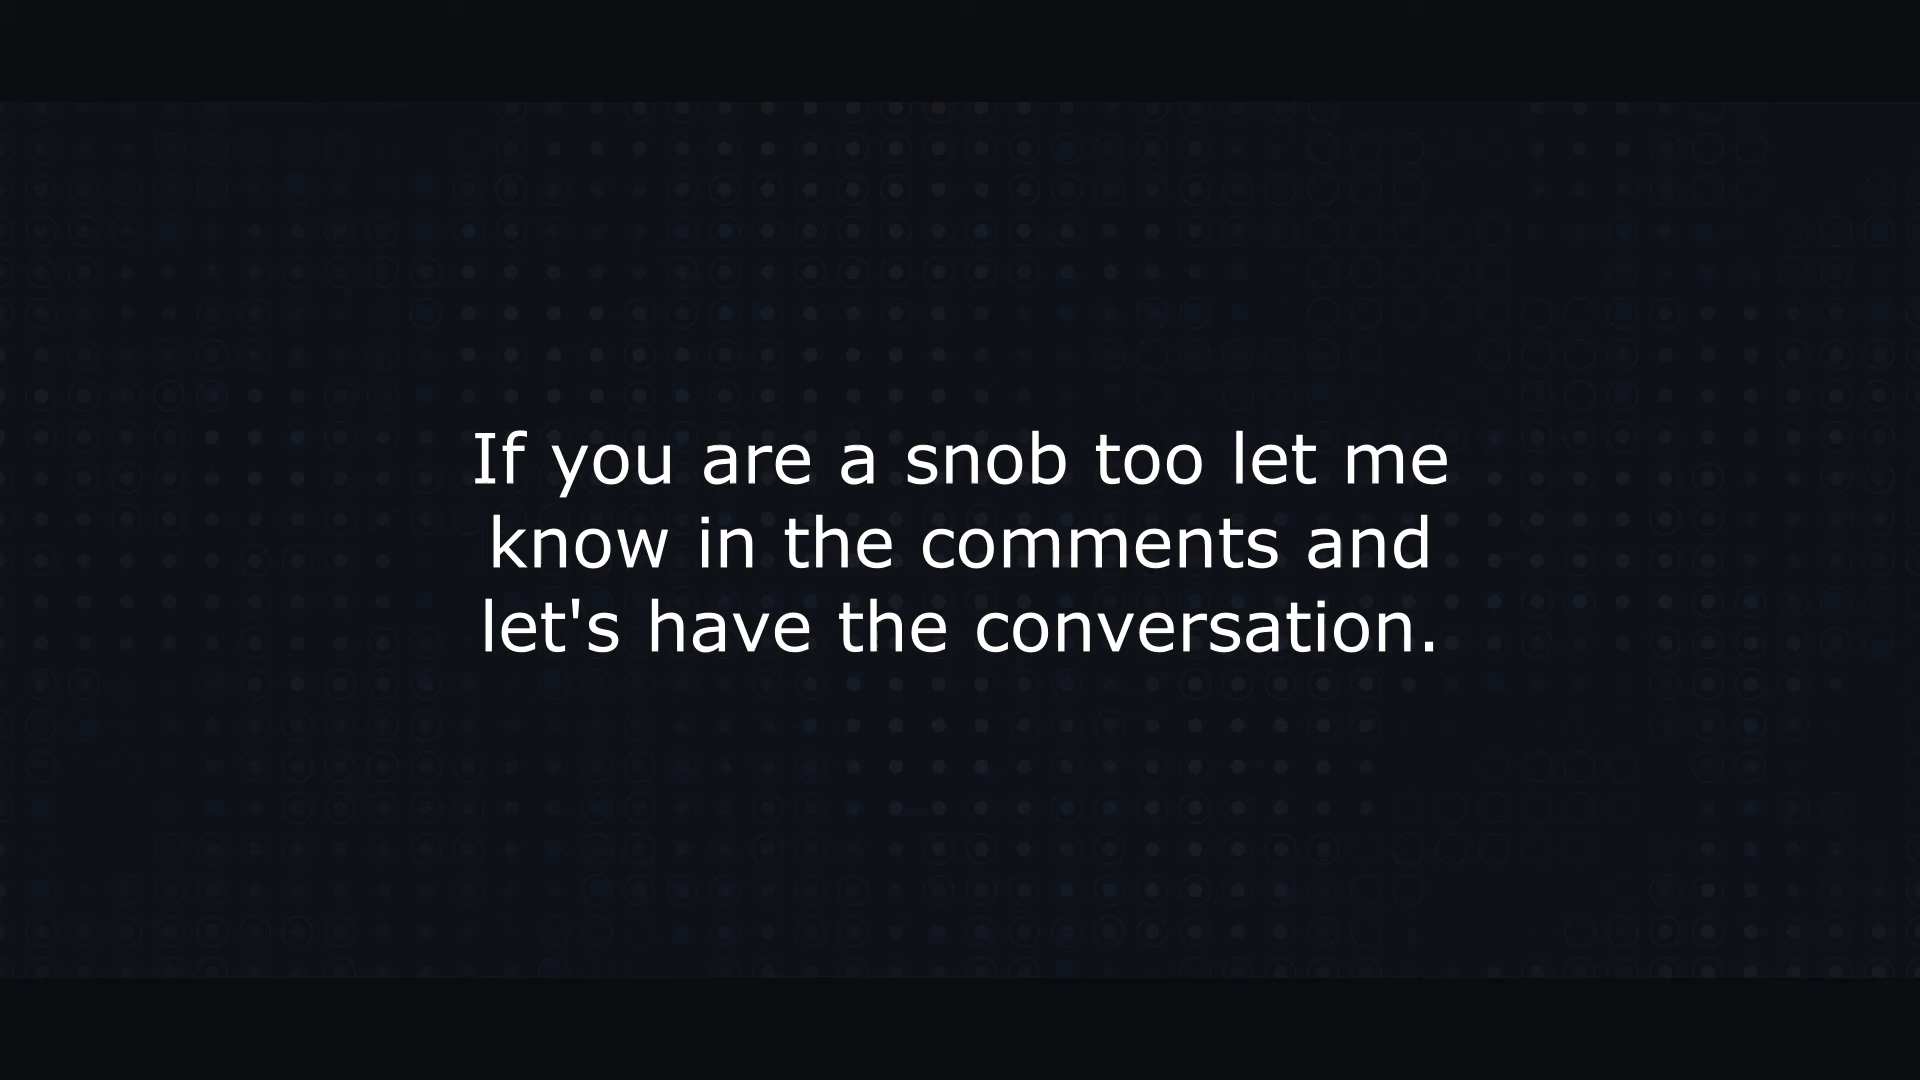 If you are a snob too let me
know in the comments and
let's have the conversation.